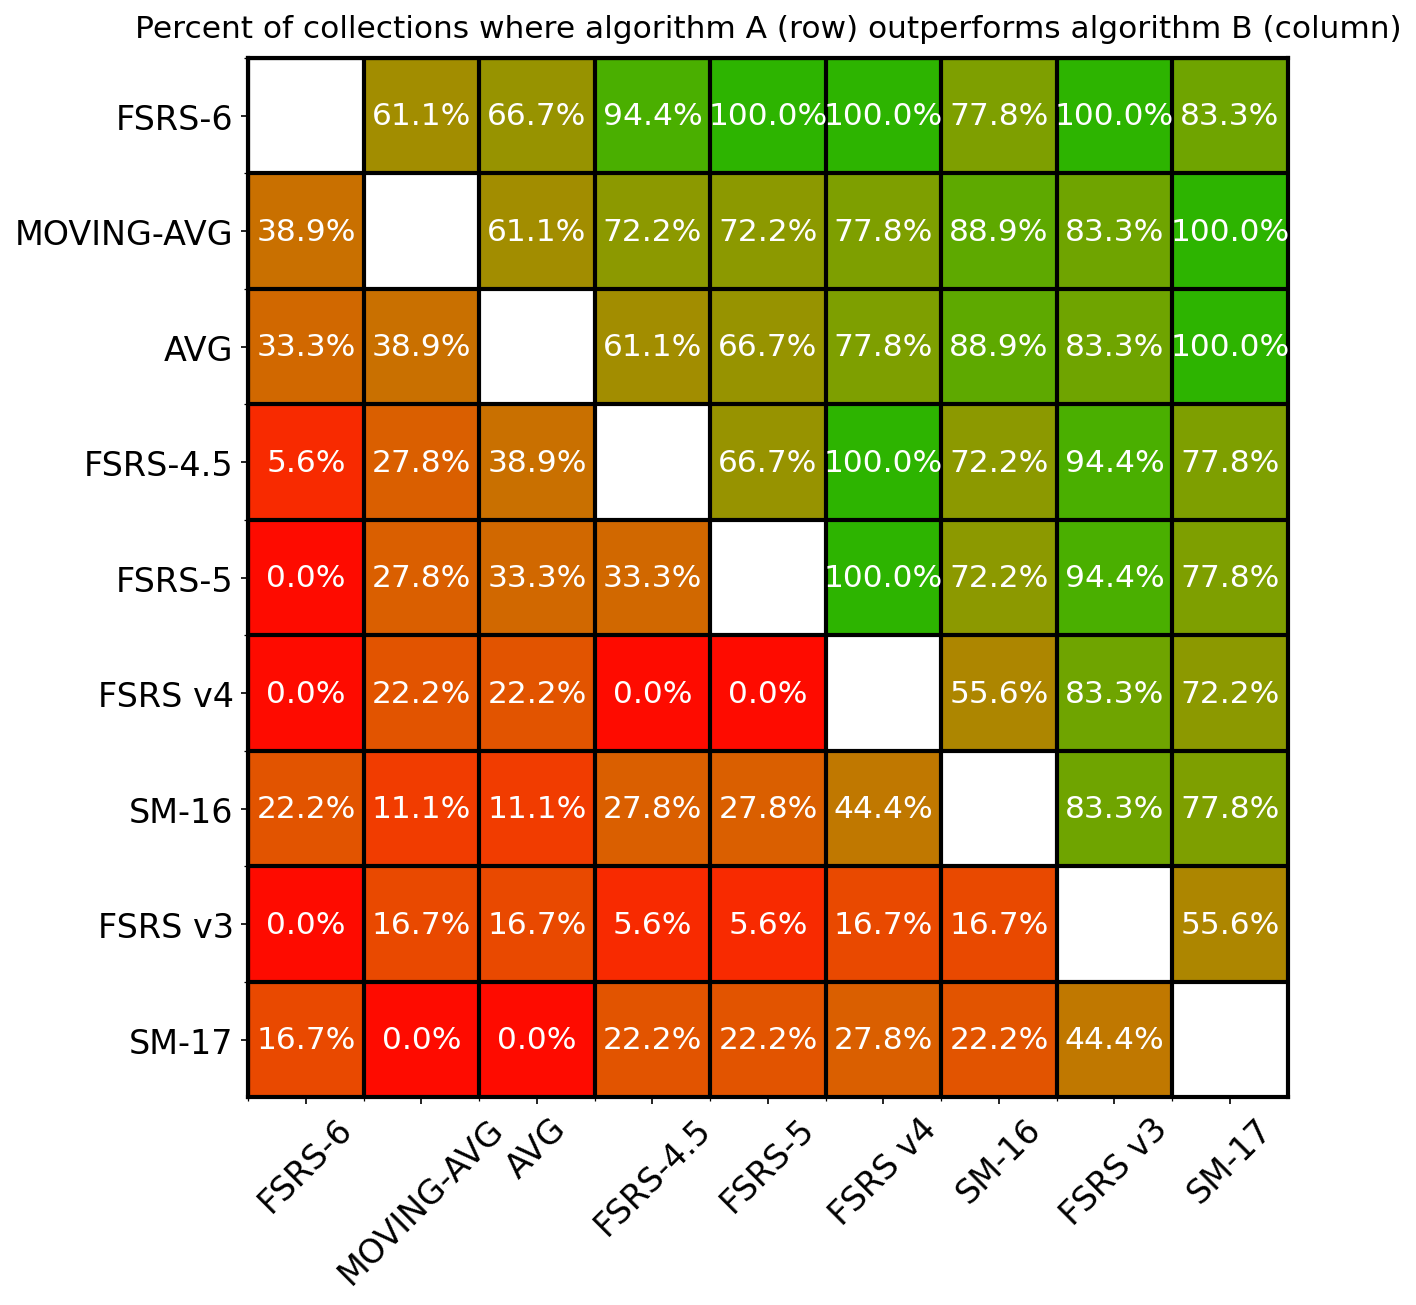 Percent of collections where algorithm A (row) outperforms algorithm B (column)
FSRS-6 61.1% 66.7% 94.4% 100.0% 100.0% 77.8% 100.0% 83.3%
MOVING-AVG 38.9% 61.1% 72.2% 72.2% 77.8% 88.9% 83.3% 100.0%
AVG 33.3% 38.9% 61.1% 66.7% 77.8% 88.9% 83.3% 100.0%
FSRS-4.5 5.6% 27.8% 38.9% 66.7% 100.0% 72.2% 94.4% 77.8%
FSRS-5 0.0% 27.8% 33.3% 33.3% 100.0% 72.2% 94.4% 77.8%
FSRS v4 0.0% 22.2% 22.2% 0.0% 0.0% 55.6% 83.3% 72.2%
SM-16 22.2% 11.1% 11.1% 27.8% 27.8% 44.4% 83.3% 77.8%
FSRS v3 0.0% 16.7% 16.7% 5.6% 5.6% 16.7% 16.7% 55.6%
SM-17 16.7% 0.0% 0.0% 22.2% 22.2% 27.8% 22.2% 44.4%
FSRS-6 MOVING-AVG AVG FSRS-4.5 FSRS-5 FSRS v4 SM-16 FSRS v3 SM-17